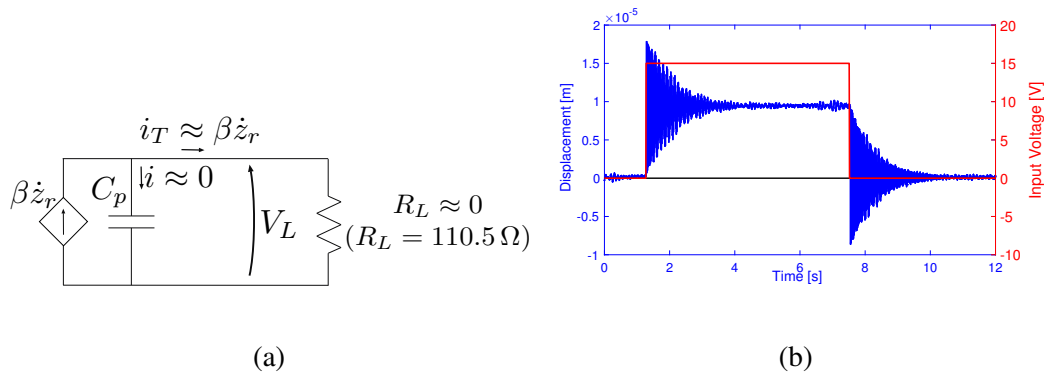 i_T ≈ βż_r
i ≈ 0
C_p
βż_r
V_L
R_L ≈ 0
(R_L = 110.5 Ω)
(a)
×10^-5
2
1.5
1
0.5
0
-0.5
-1
Displacement [m]
0 2 4 6 8 10 12
Time [s]
20
15
10
5
0
-5
-10
Input Voltage [V]
(b)